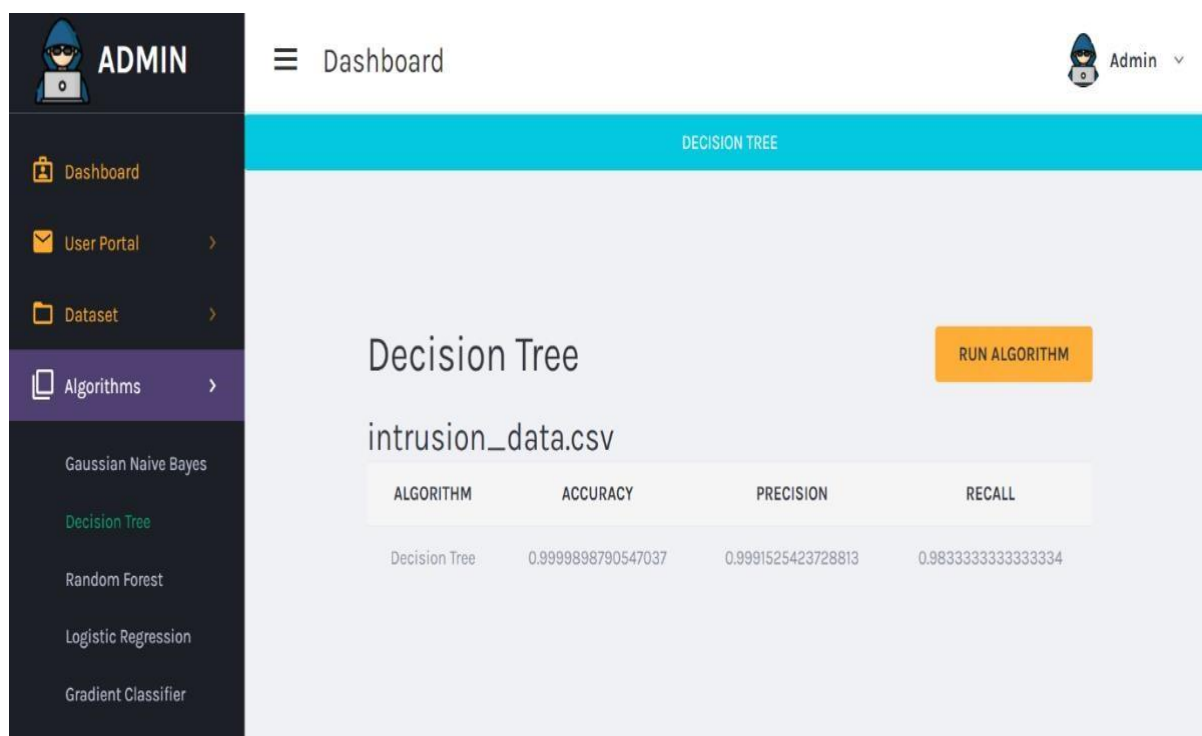 ADMIN
Dashboard
User Portal
Dataset
Algorithms
Gaussian Naive Bayes
Decision Tree
Random Forest
Logistic Regression
Gradient Classifier
Dashboard
Admin
DECISION TREE
Decision Tree
RUN ALGORITHM
intrusion_data.csv
ALGORITHM ACCURACY PRECISION RECALL
Decision Tree 0.9999898790547037 0.9991525423728813 0.9833333333333334